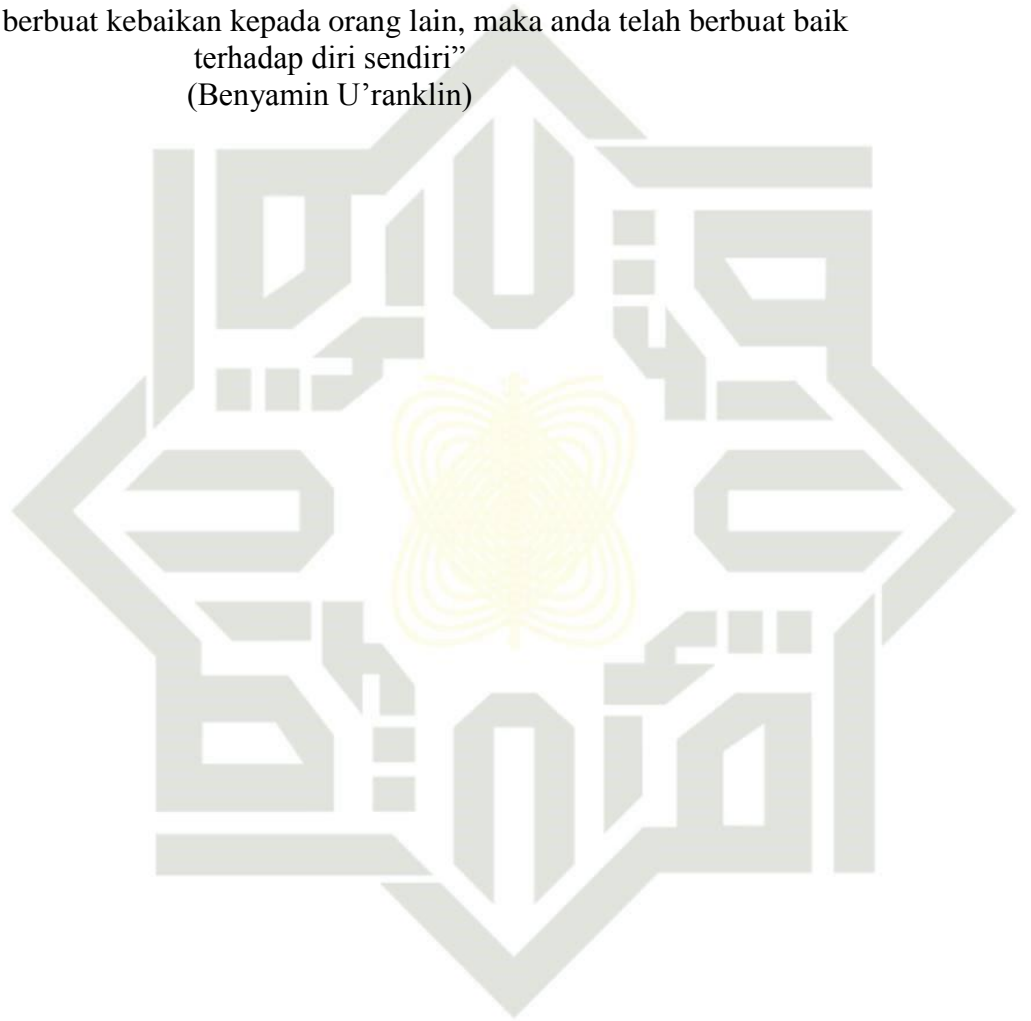 berbuat kebaikan kepada orang lain, maka anda telah berbuat baik
terhadap diri sendiri”
(Benyamin U’ranklin)